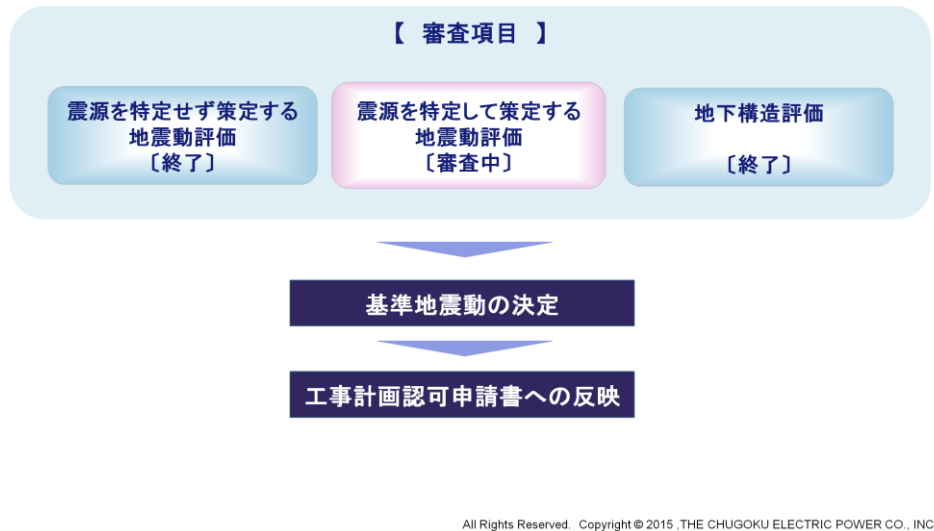 【 審査項目 】
震源を特定せず策定する
地震動評価
〔終了〕
震源を特定して策定する
地震動評価
〔審査中〕
地下構造評価
〔終了〕
基準地震動の決定
工事計画認可申請書への反映
All Rights Reserved. Copyright © 2015 ,THE CHUGOKU ELECTRIC POWER CO., INC